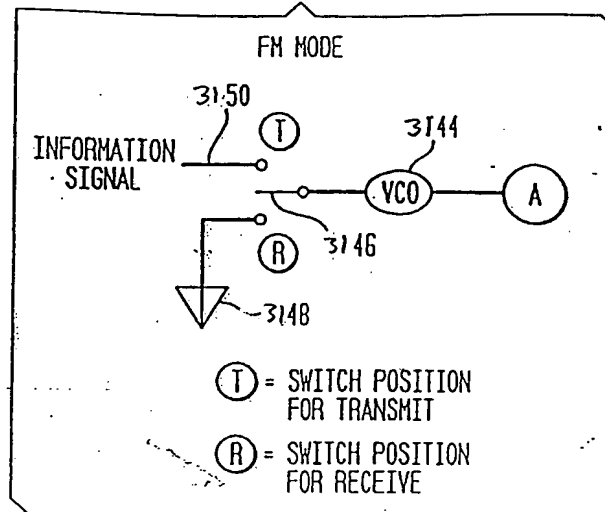 FM MODE
3150
T
3144
INFORMATION
SIGNAL
VCO
A
3146
R
3148
T = SWITCH POSITION
FOR TRANSMIT
R = SWITCH POSITION
FOR RECEIVE